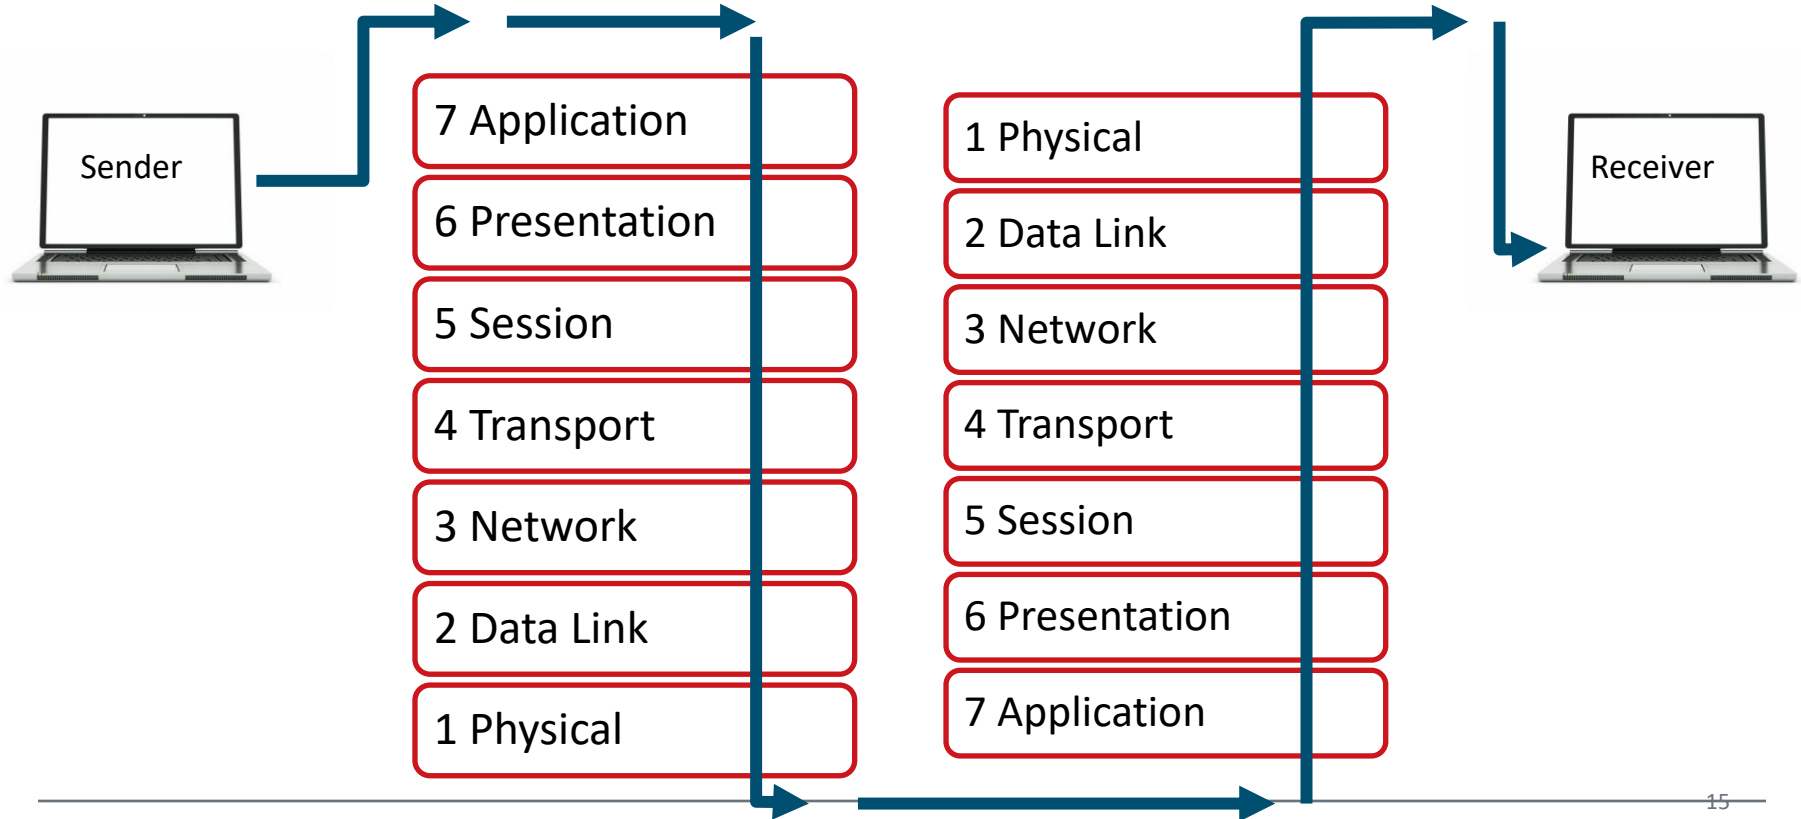 Sender
7 Application
6 Presentation
5 Session
4 Transport
3 Network
2 Data Link
1 Physical
1 Physical
2 Data Link
3 Network
4 Transport
5 Session
6 Presentation
7 Application
Receiver
15